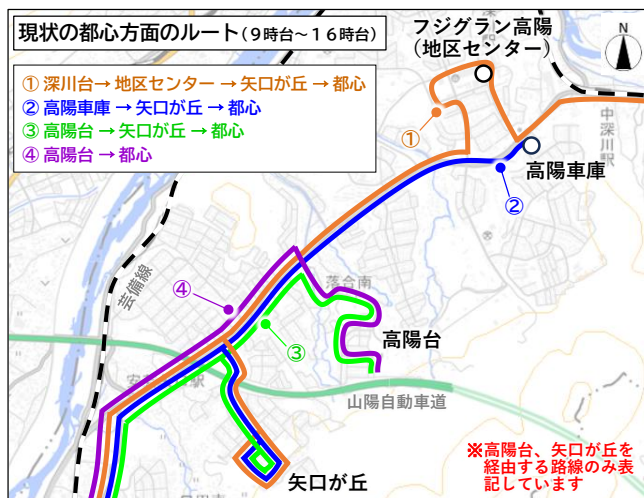 現状の都心方面のルート(9時台～16時台)
①深川台→地区センター→矢口が丘→都心
②高陽車庫→矢口が丘→都心
③高陽台→矢口が丘→都心
④高陽台→都心
フジグラン高陽
(地区センター)
N
中深川駅
①
高陽車庫
②
芸備線
④
落合南
③
高陽台
山陽自動車道
矢口が丘
※高陽台、矢口が丘を
経由する路線のみ表
記しています